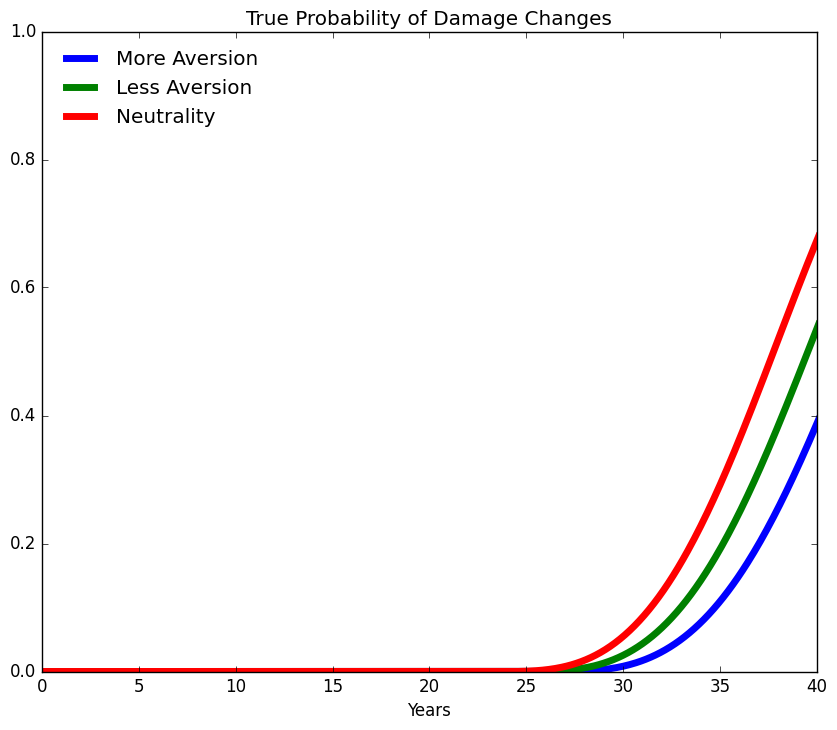 True Probability of Damage Changes
1.0
More Aversion
Less Aversion
Neutrality
0.8
0.6
0.4
0.2
0.0
0 5 10 15 20 25 30 35 40
Years